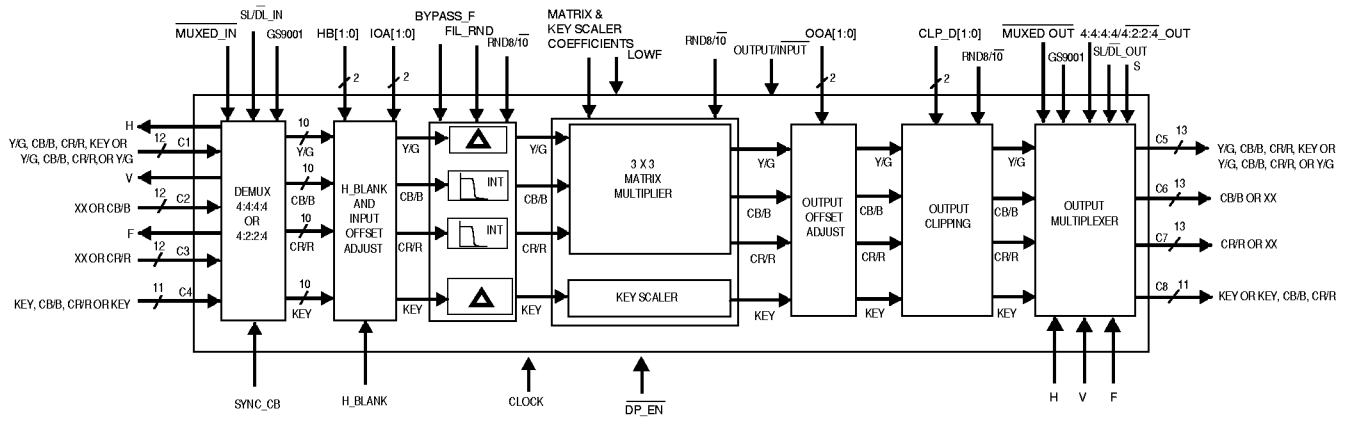 MUXED_IN
SL/DL_IN
GS9001
HB[1:0]
IOA[1:0]
BYPASS_F
FIL_RND
RND8/10
MATRIX &
KEY SCALER
COEFFICIENTS
LOWF
RND8/10
OUTPUT/INPUT
OOA[1:0]
CLP_D[1:0]
RND8/10
MUXED OUT
GS9001
4:4:4:4/4:2:2:4_OUT
SL/DL_OUT
S
2
2
2
2
H
Y/G, CB/B, CR/R, KEY OR
Y/G, CB/B, CR/R,OR Y/G
12
C1
V
XX OR CB/B
12
C2
F
XX OR CR/R
12
C3
KEY, CB/B, CR/R OR KEY
11
C4
DEMUX
4:4:4:4
OR
4:2:2:4
10
Y/G
10
CB/B
10
CR/R
10
KEY
H_BLANK
AND
INPUT
OFFSET
ADJUST
Y/G
CB/B
CR/R
KEY
INT
INT
Y/G
CB/B
CR/R
KEY
3 X 3
MATRIX
MULTIPLIER
KEY SCALER
Y/G
CB/B
CR/R
KEY
OUTPUT
OFFSET
ADJUST
Y/G
CB/B
CR/R
KEY
OUTPUT
CLIPPING
Y/G
CB/B
CR/R
KEY
OUTPUT
MULTIPLEXER
C5
13
Y/G, CB/B, CR/R, KEY OR
Y/G, CB/B, CR/R, OR Y/G
C6
13
CB/B OR XX
C7
13
CR/R OR XX
C8
11
KEY OR KEY, CB/B, CR/R
SYNC_CB
H_BLANK
CLOCK
DP_EN
H
V
F